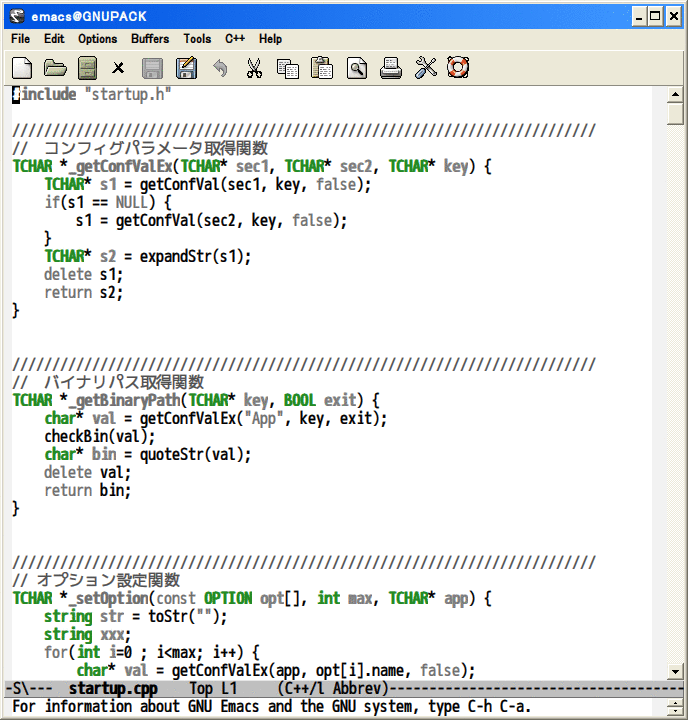 emacs@GNUPACK
File Edit Options Buffers Tools C++ Help
#include "startup.h"
/////////////////////////////////////////////////////////////////////////
//  コンフィグパラメータ取得関数
TCHAR *_getConfValEx(TCHAR* sec1, TCHAR* sec2, TCHAR* key) {
    TCHAR* s1 = getConfVal(sec1, key, false);
    if(s1 == NULL) {
        s1 = getConfVal(sec2, key, false);
    }
    TCHAR* s2 = expandStr(s1);
    delete s1;
    return s2;
}
/////////////////////////////////////////////////////////////////////////
//  バイナリパス取得関数
TCHAR *_getBinaryPath(TCHAR* key, BOOL exit) {
    char* val = getConfValEx("App", key, exit);
    checkBin(val);
    char* bin = quoteStr(val);
    delete val;
    return bin;
}
/////////////////////////////////////////////////////////////////////////
// オプション設定関数
TCHAR *_setOption(const OPTION opt[], int max, TCHAR* app) {
    string str = toStr("");
    string xxx;
    for(int i=0 ; i<max; i++) {
        char* val = getConfValEx(app, opt[i].name, false);
-S\---  startup.cpp    Top L1     (C++/l Abbrev)-------------------------------------
For information about GNU Emacs and the GNU system, type C-h C-a.